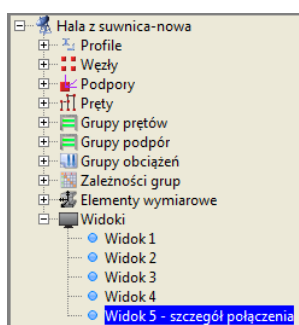 Hala z suwnica-nowa
Profile
Węzły
Podpory
Pręty
Grupy prętów
Grupy podpór
Grupy obciążeń
Zależności grup
Elementy wymiarowe
Widoki
Widok 1
Widok 2
Widok 3
Widok 4
Widok 5 - szczegół połączenia